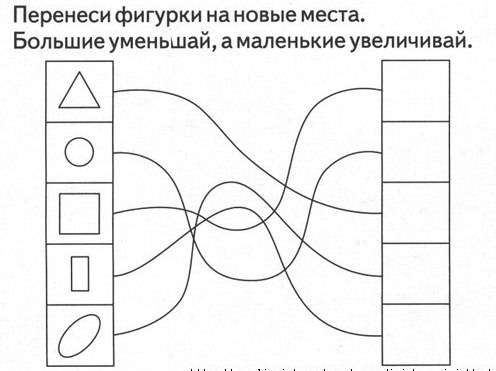 Перенеси фигурки на новые места.
Большие уменьшай, а маленькие увеличивай.